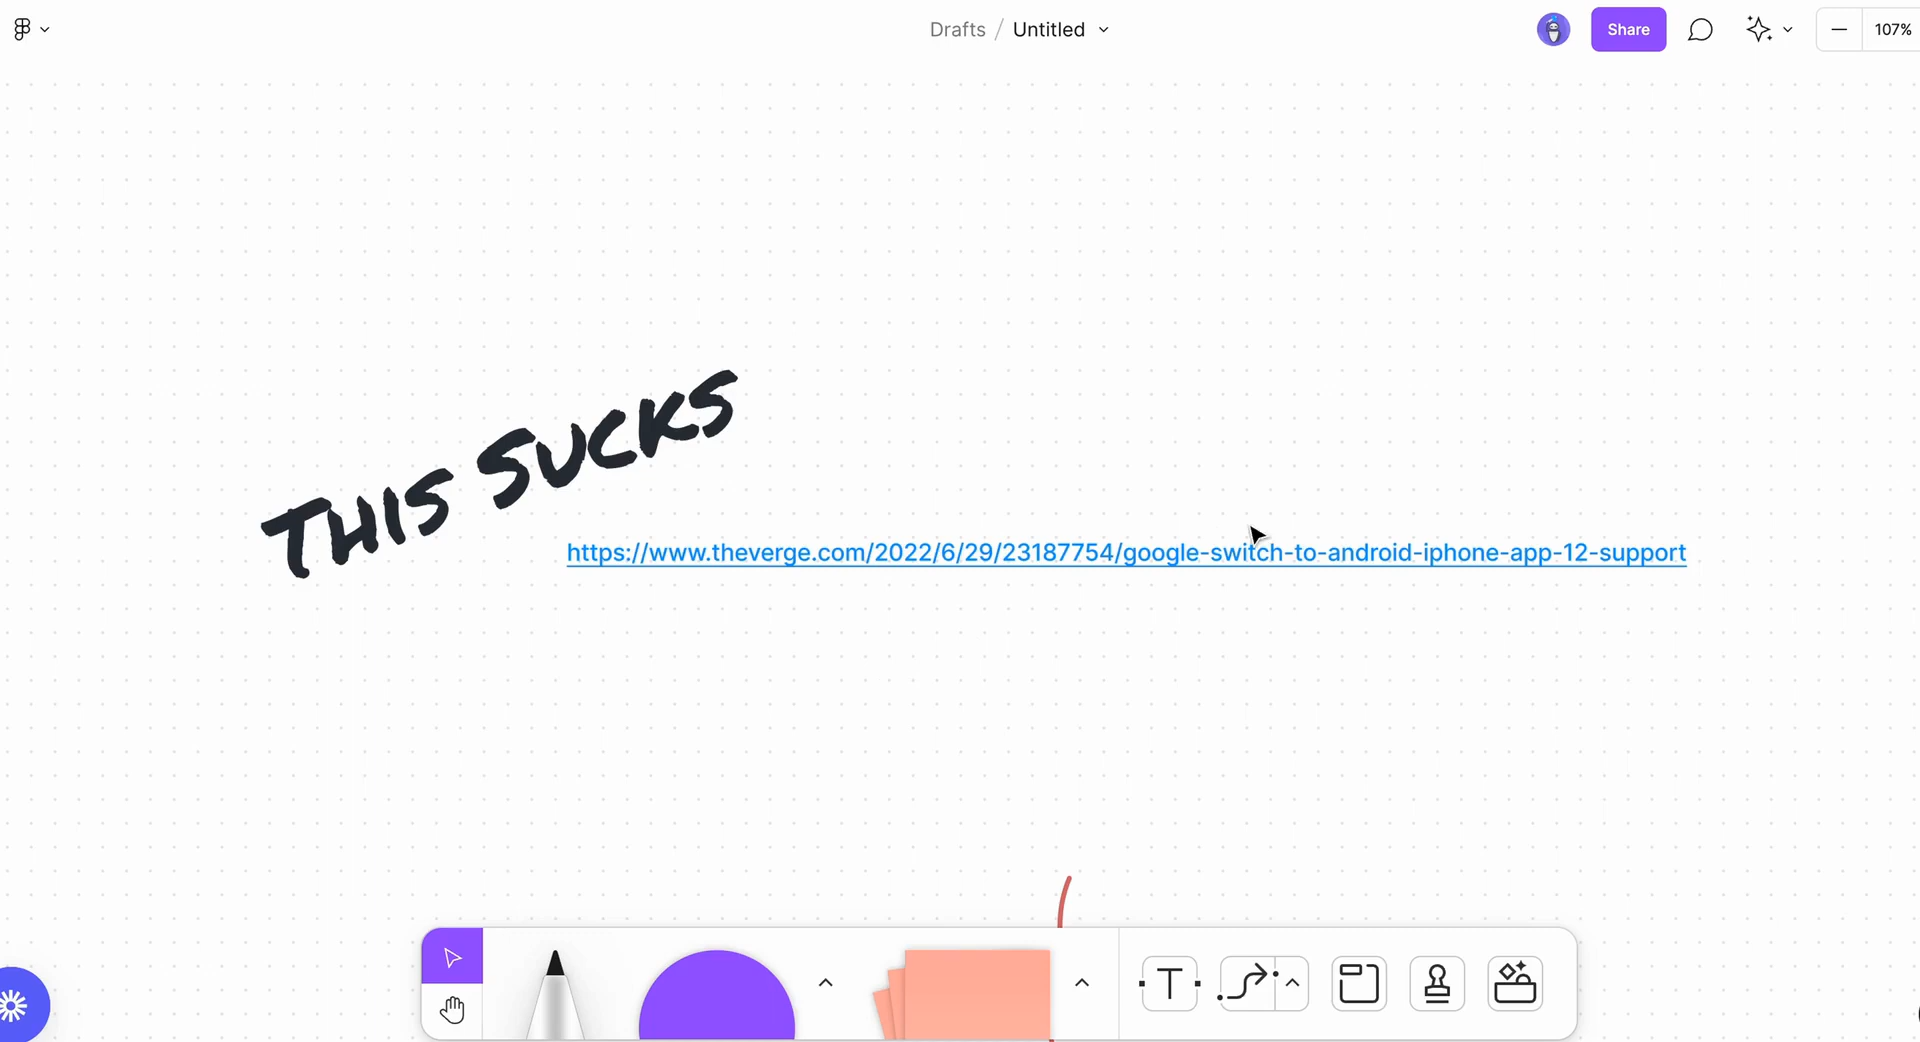 Drafts / Untitled
Share
107%
THIS SUCKS
https://www.theverge.com/2022/6/29/23187754/google-switch-to-android-iphone-app-12-support
T